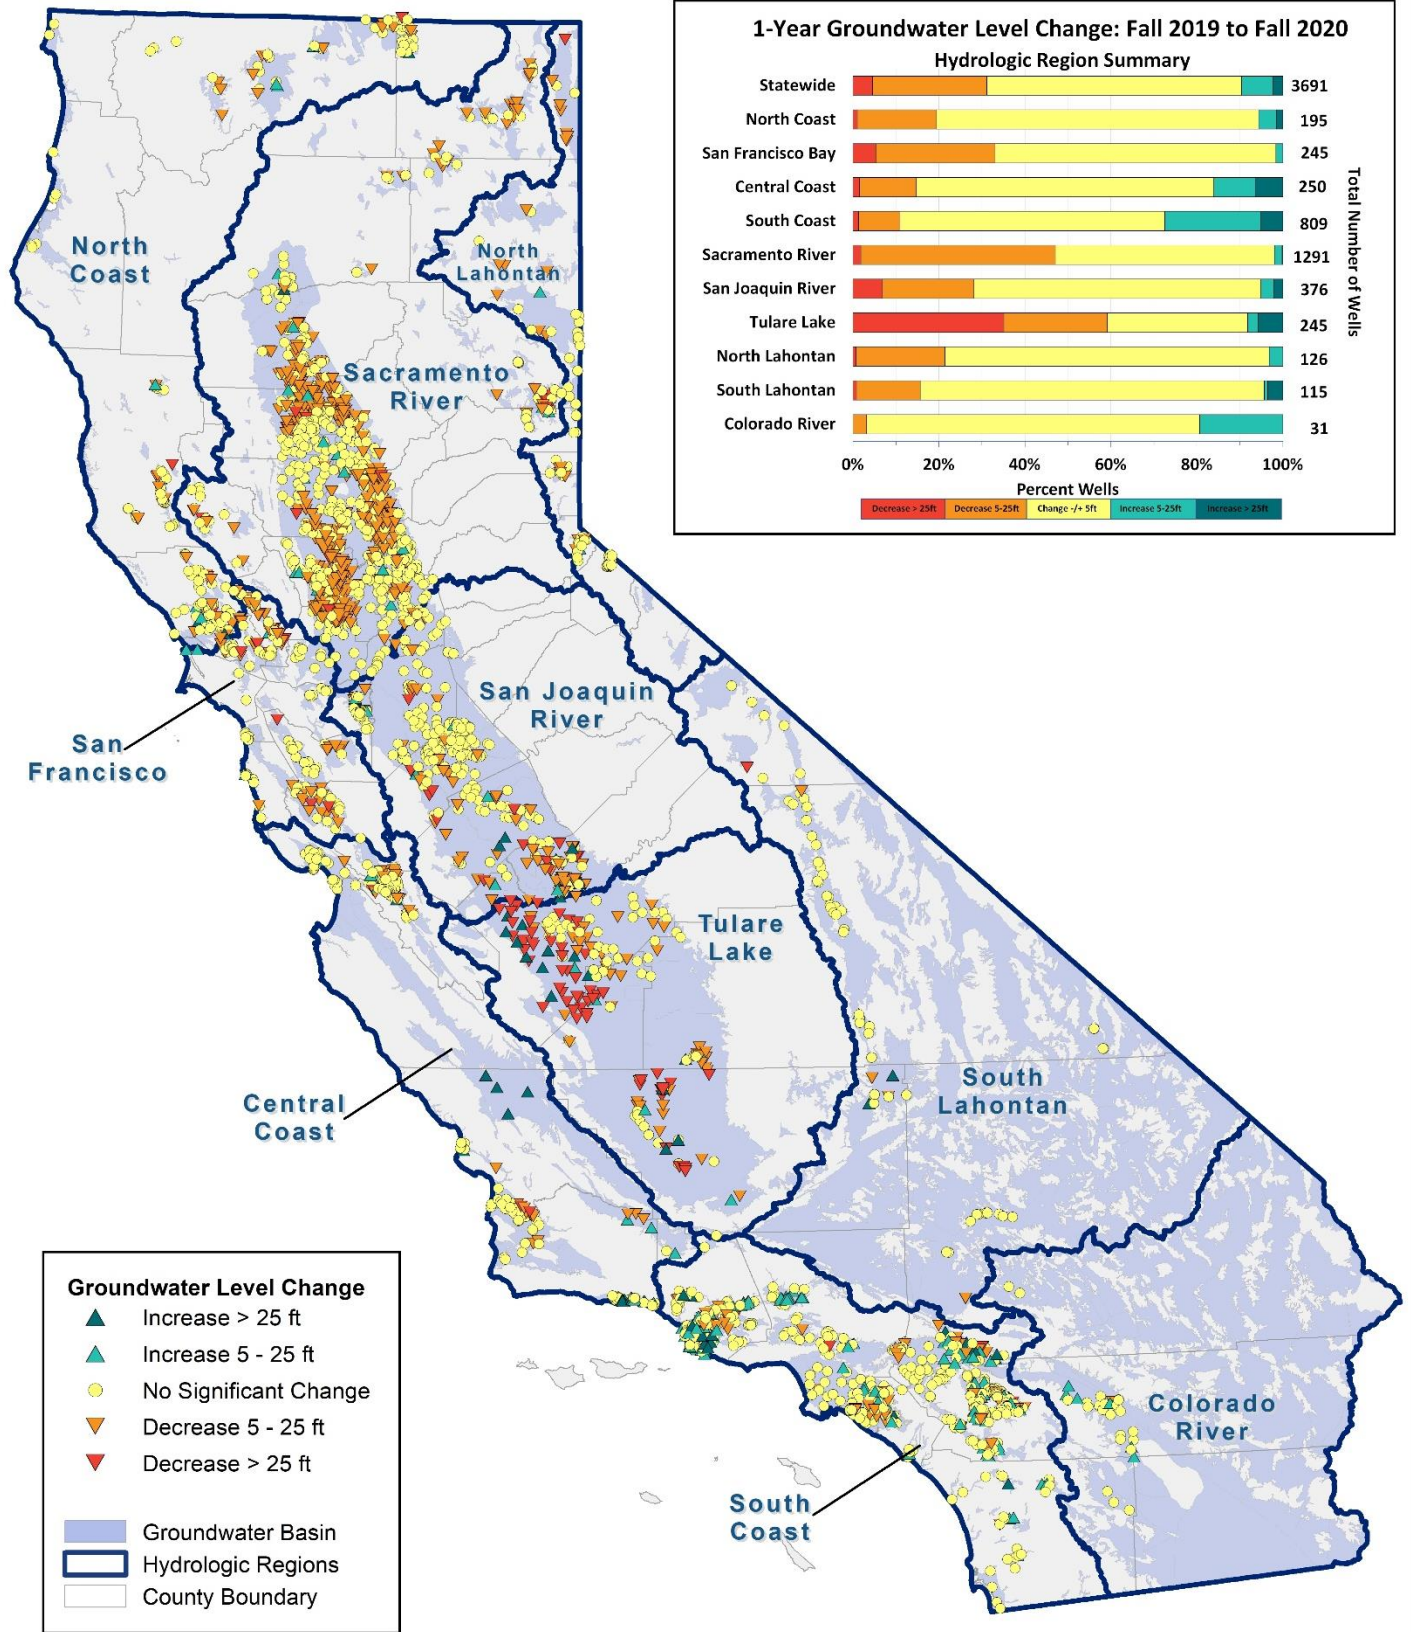 1-Year Groundwater Level Change: Fall 2019 to Fall 2020
Hydrologic Region Summary
Statewide 3691
North Coast 195
San Francisco Bay 245
Central Coast 250
South Coast 809
Sacramento River 1291
San Joaquin River 376
Tulare Lake 245
North Lahontan 126
South Lahontan 115
Colorado River 31
Total Number of Wells
0% 20% 40% 60% 80% 100%
Percent Wells
Decrease > 25ft Decrease 5-25ft Change -/+ 5ft Increase 5-25ft Increase > 25ft
North
Coast
North
Lahontan
Sacramento
River
San Joaquin
River
San
Francisco
Tulare
Lake
Central
Coast
South
Lahontan
Colorado
River
South
Coast
Groundwater Level Change
Increase > 25 ft
Increase 5 - 25 ft
No Significant Change
Decrease 5 - 25 ft
Decrease > 25 ft
Groundwater Basin
Hydrologic Regions
County Boundary